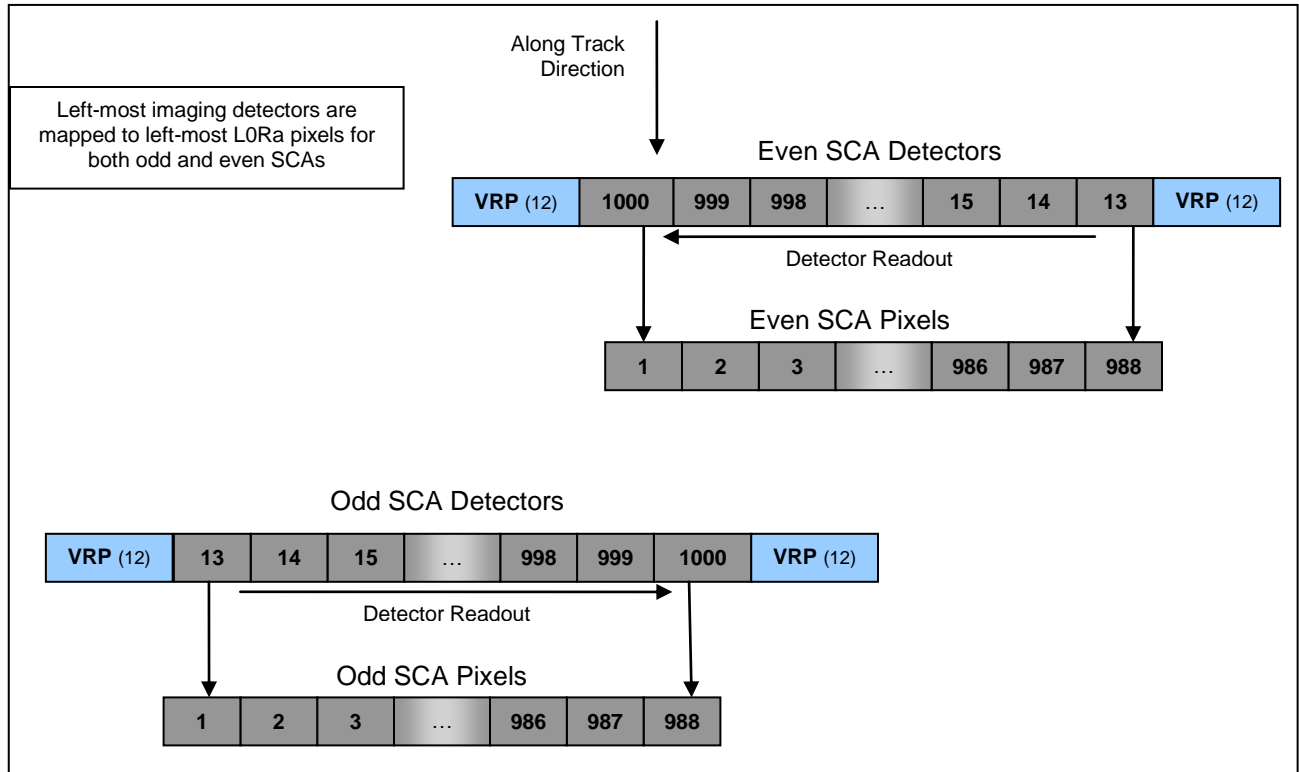 Along Track
Direction
Left-most imaging detectors are
mapped to left-most L0Ra pixels for
both odd and even SCAs
Even SCA Detectors
VRP (12) 1000 999 998 ... 15 14 13 VRP (12)
Detector Readout
Even SCA Pixels
1 2 3 ... 986 987 988
Odd SCA Detectors
VRP (12) 13 14 15 ... 998 999 1000 VRP (12)
Detector Readout
Odd SCA Pixels
1 2 3 ... 986 987 988